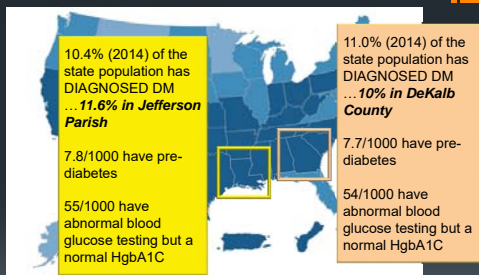 10.4% (2014) of the
state population has
DIAGNOSED DM
…11.6% in Jefferson
Parish
7.8/1000 have pre-
diabetes
55/1000 have
abnormal blood
glucose testing but a
normal HgbA1C
11.0% (2014) of the
state population has
DIAGNOSED DM
…10% in DeKalb
County
7.7/1000 have pre-
diabetes
54/1000 have
abnormal blood
glucose testing but a
normal HgbA1C